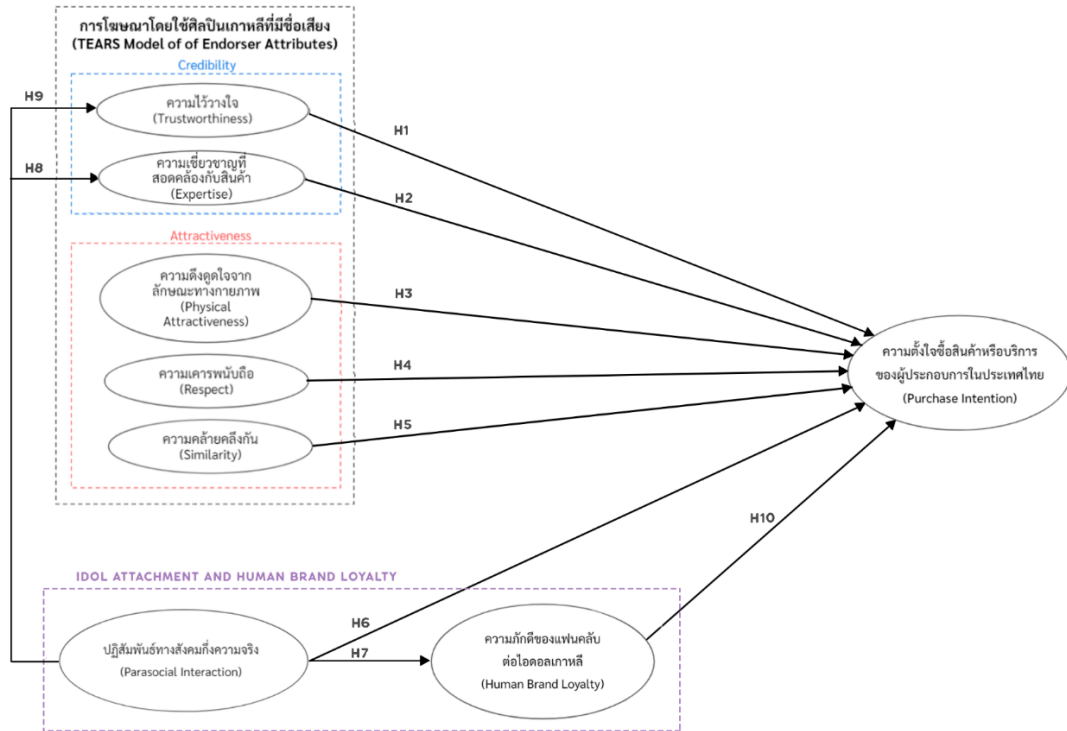 การโฆษณาโดยใช้ศิลปินเกาหลีที่มีชื่อเสียง
(TEARS Model of of Endorser Attributes)
Credibility
H9
ความไว้วางใจ
(Trustworthiness)
H1
H8
ความเชี่ยวชาญที่
สอดคล้องกับสินค้า
(Expertise)
H2
Attractiveness
ความดึงดูดใจจาก
ลักษณะทางกายภาพ
(Physical
Attractiveness)
H3
ความเคารพนับถือ
(Respect)
H4
ความคล้ายคลึงกัน
(Similarity)
H5
ความตั้งใจซื้อสินค้าหรือบริการ
ของผู้ประกอบการในประเทศไทย
(Purchase Intention)
H10
IDOL ATTACHMENT AND HUMAN BRAND LOYALTY
ปฏิสัมพันธ์ทางสังคมกึ่งความจริง
(Parasocial Interaction)
H6
H7
ความภักดีของแฟนคลับ
ต่อไอดอลเกาหลี
(Human Brand Loyalty)